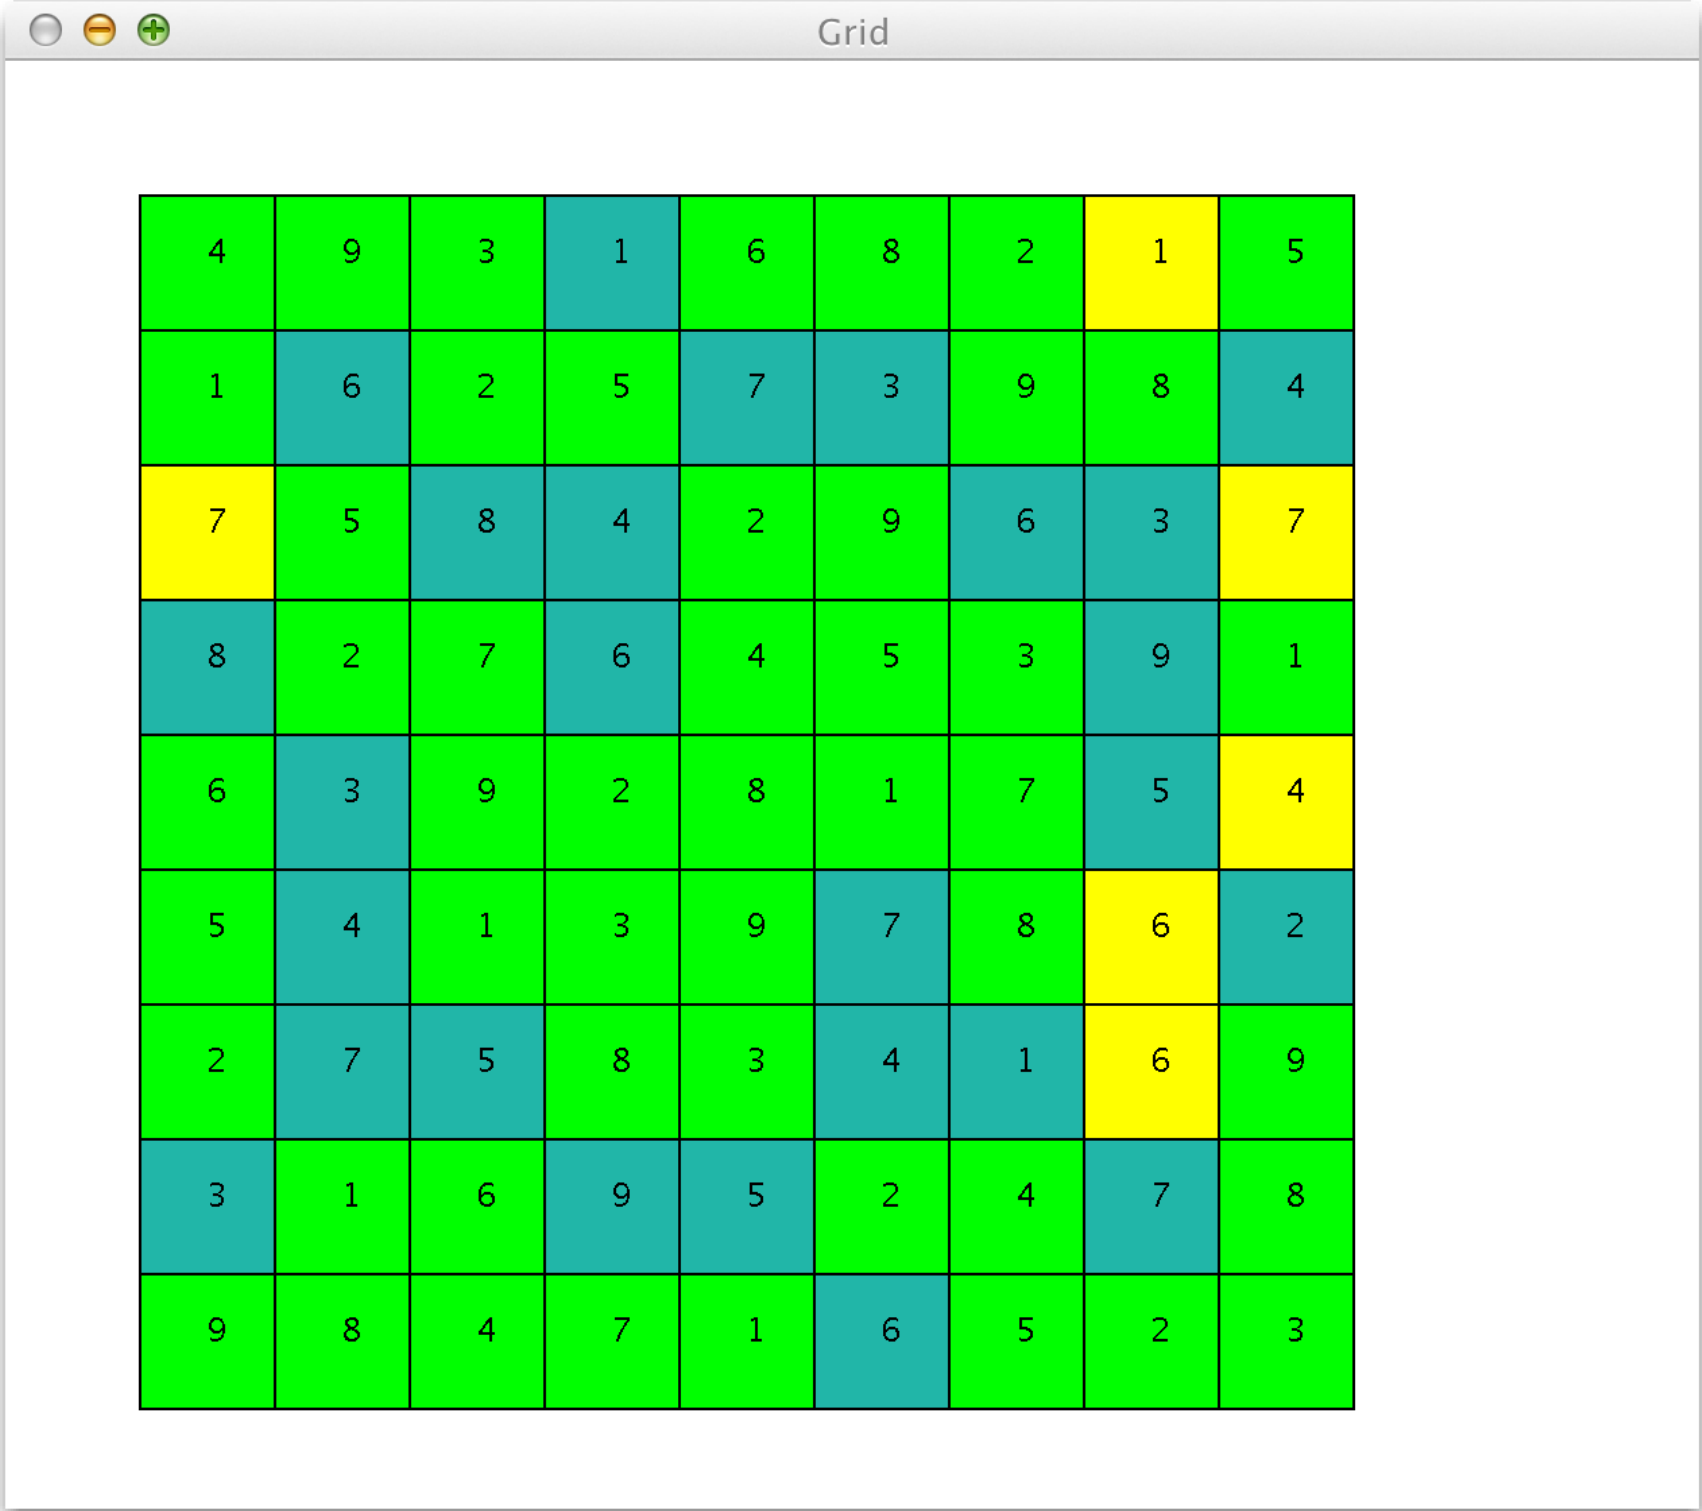 Grid
4 9 3 1 6 8 2 1 5
1 6 2 5 7 3 9 8 4
7 5 8 4 2 9 6 3 7
8 2 7 6 4 5 3 9 1
6 3 9 2 8 1 7 5 4
5 4 1 3 9 7 8 6 2
2 7 5 8 3 4 1 6 9
3 1 6 9 5 2 4 7 8
9 8 4 7 1 6 5 2 3